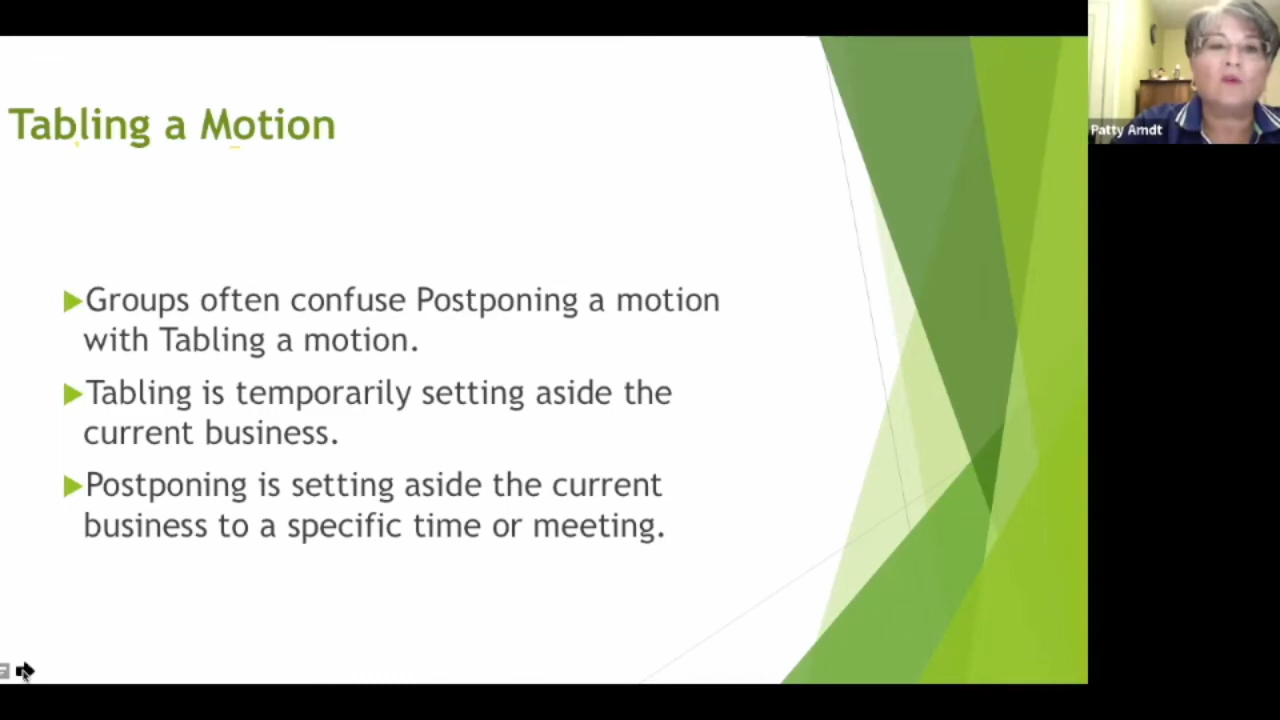 Tabling a Motion
Groups often confuse Postponing a motion
with Tabling a motion.
Tabling is temporarily setting aside the
current business.
Postponing is setting aside the current
business to a specific time or meeting.
Patty Arndt